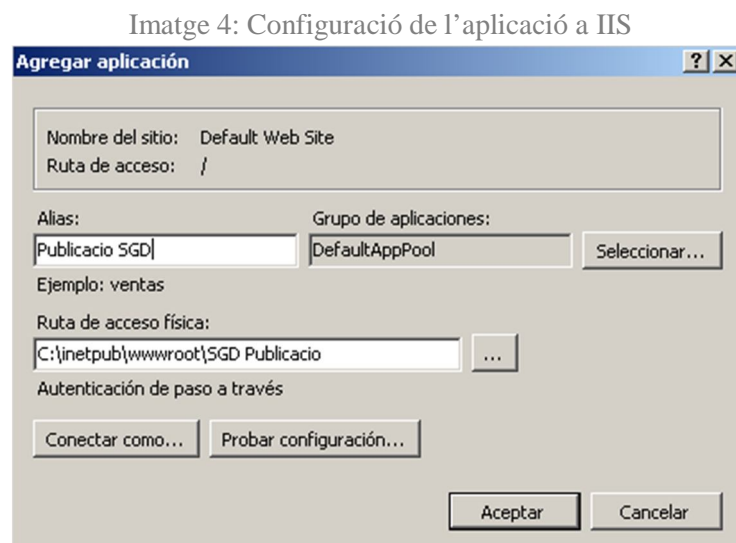 Imatge 4: Configuració de l’aplicació a IIS
Agregar aplicación
Nombre del sitio: Default Web Site
Ruta de acceso: /
Alias: Grupo de aplicaciones:
Publicacio SGD DefaultAppPool Seleccionar...
Ejemplo: ventas
Ruta de acceso física:
C:\inetpub\wwwroot\SGD Publicacio ...
Autenticación de paso a través
Conectar como... Probar configuración...
Aceptar Cancelar